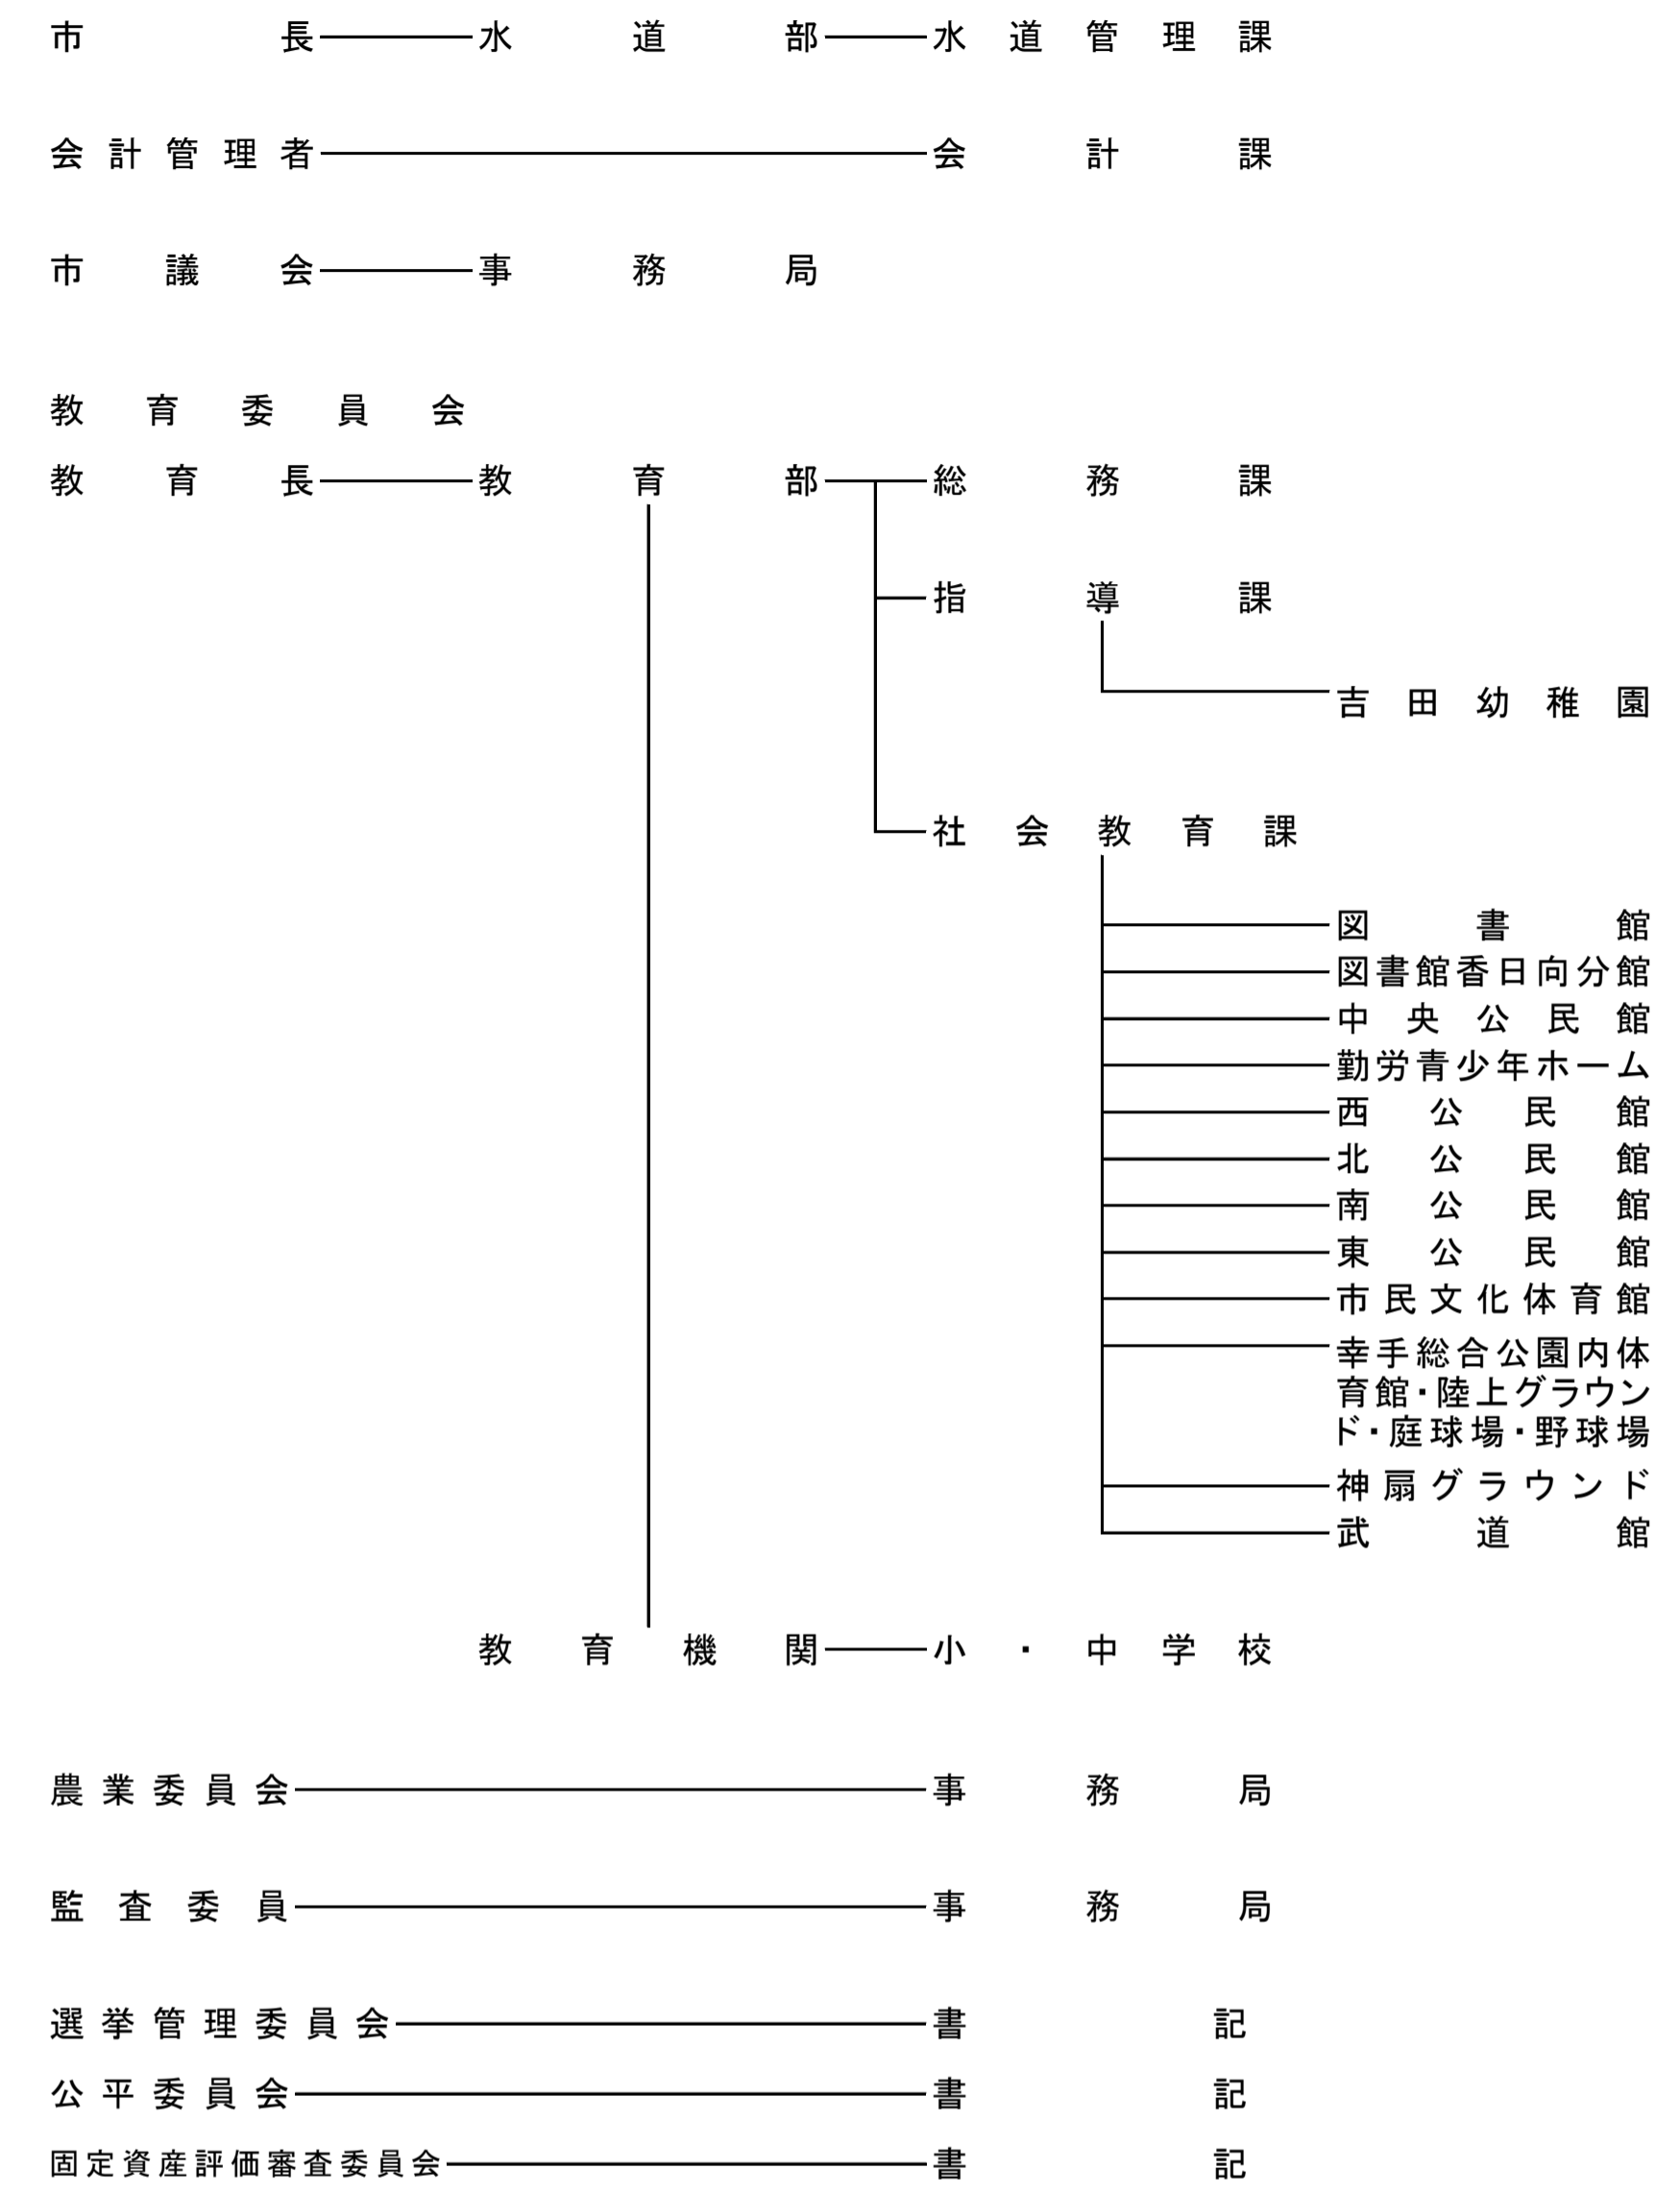 市長 水道部 水道管理課
会計管理者 会計課
市議会 事務局
教育委員会
教育長 教育部 総務課
指導課
吉田幼稚園
社会教育課
図書館
図書館香日向分館
中央公民館
勤労青少年ホーム
西公民館
北公民館
南公民館
東公民館
市民文化体育館
幸手総合公園内体
育館・陸上グラウン
ド・庭球場・野球場
神扇グラウンド
武道館
教育機関 小・中学校
農業委員会 事務局
監査委員 事務局
選挙管理委員会 書記
公平委員会 書記
固定資産評価審査委員会 書記